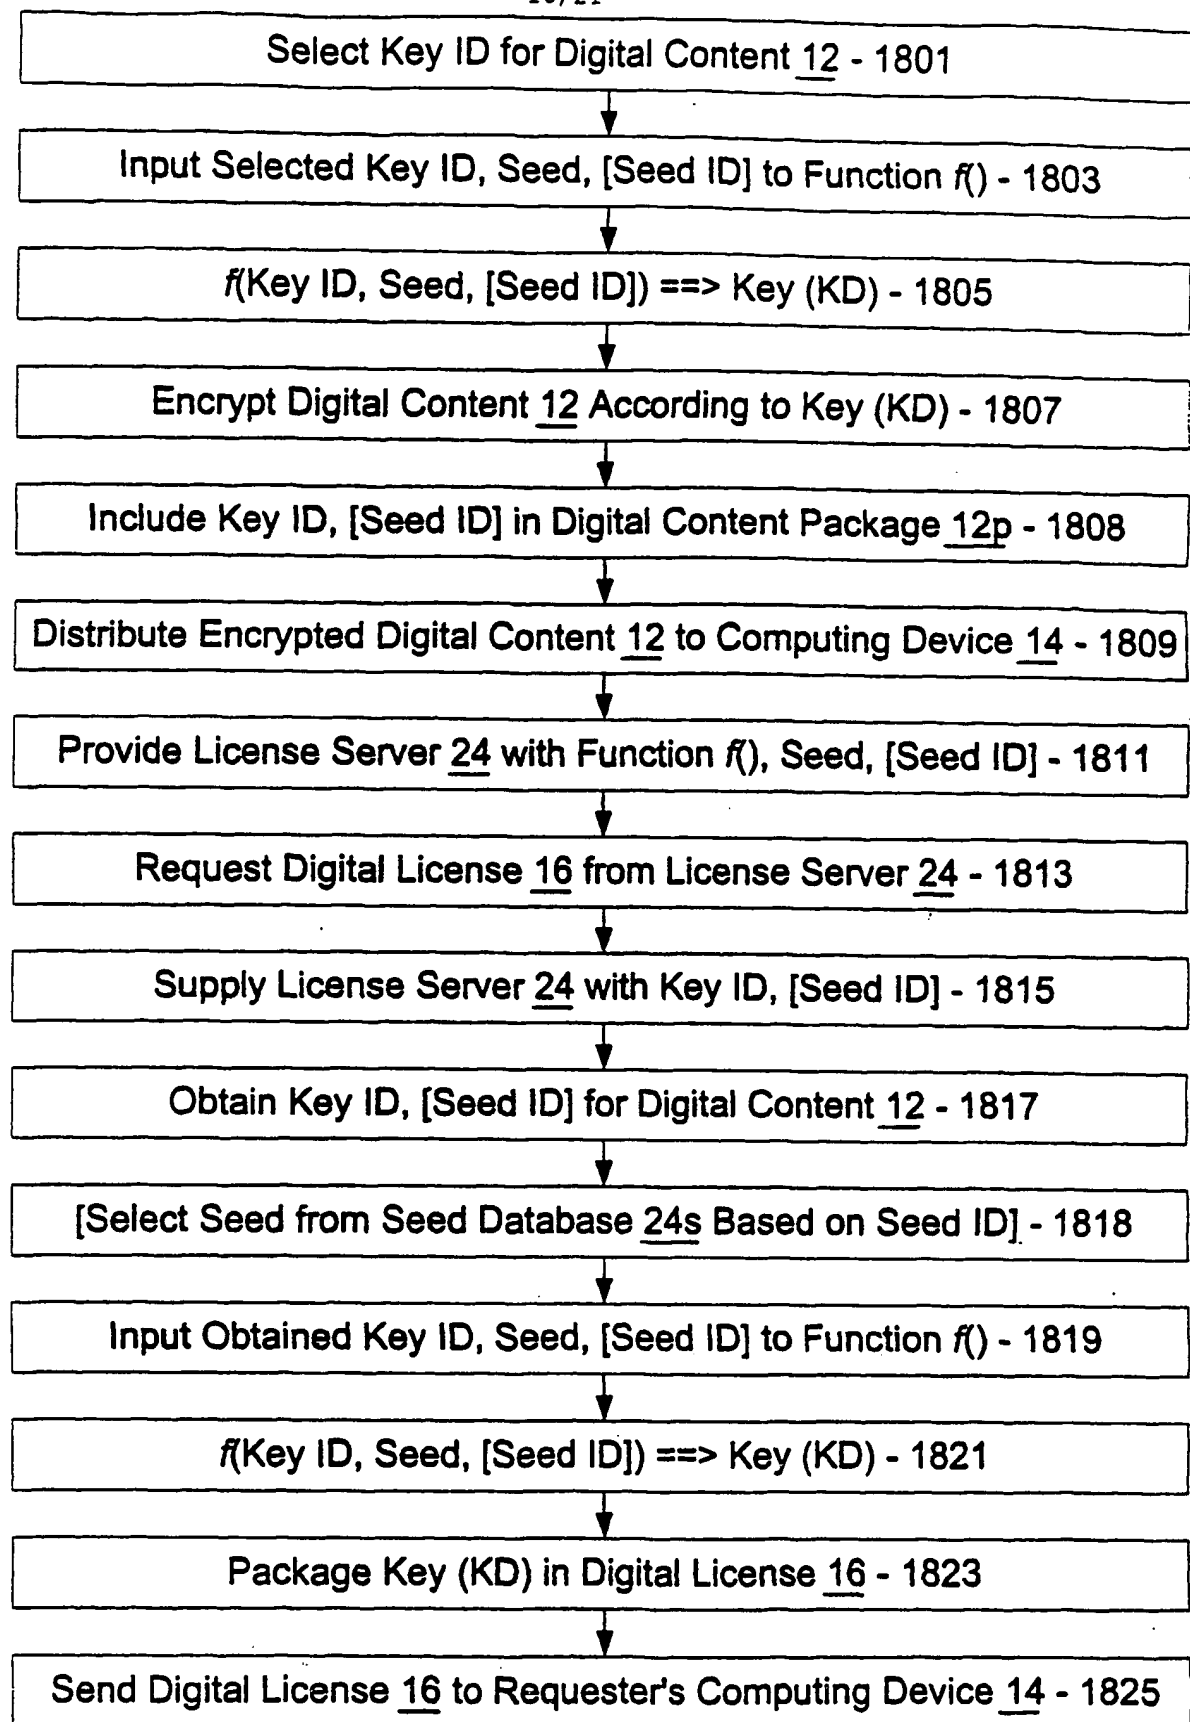 Select Key ID for Digital Content 12 - 1801
Input Selected Key ID, Seed, [Seed ID] to Function f() - 1803
f(Key ID, Seed, [Seed ID]) ==> Key (KD) - 1805
Encrypt Digital Content 12 According to Key (KD) - 1807
Include Key ID, [Seed ID] in Digital Content Package 12p - 1808
Distribute Encrypted Digital Content 12 to Computing Device 14 - 1809
Provide License Server 24 with Function f(), Seed, [Seed ID] - 1811
Request Digital License 16 from License Server 24 - 1813
Supply License Server 24 with Key ID, [Seed ID] - 1815
Obtain Key ID, [Seed ID] for Digital Content 12 - 1817
[Select Seed from Seed Database 24s Based on Seed ID] - 1818
Input Obtained Key ID, Seed, [Seed ID] to Function f() - 1819
f(Key ID, Seed, [Seed ID]) ==> Key (KD) - 1821
Package Key (KD) in Digital License 16 - 1823
Send Digital License 16 to Requester's Computing Device 14 - 1825